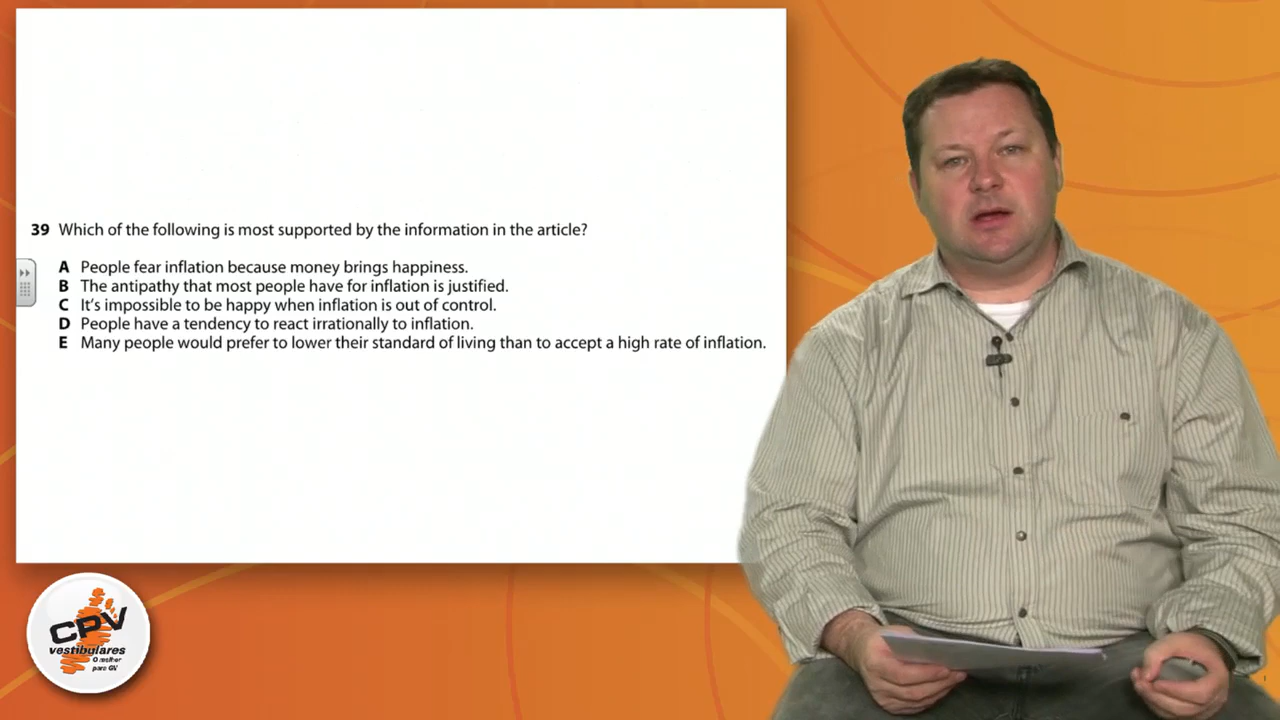 39 Which of the following is most supported by the information in the article?
A People fear inflation because money brings happiness.
B The antipathy that most people have for inflation is justified.
C It's impossible to be happy when inflation is out of control.
D People have a tendency to react irrationally to inflation.
E Many people would prefer to lower their standard of living than to accept a high rate of inflation.
CPV
vestibulares
O melhor
para GV